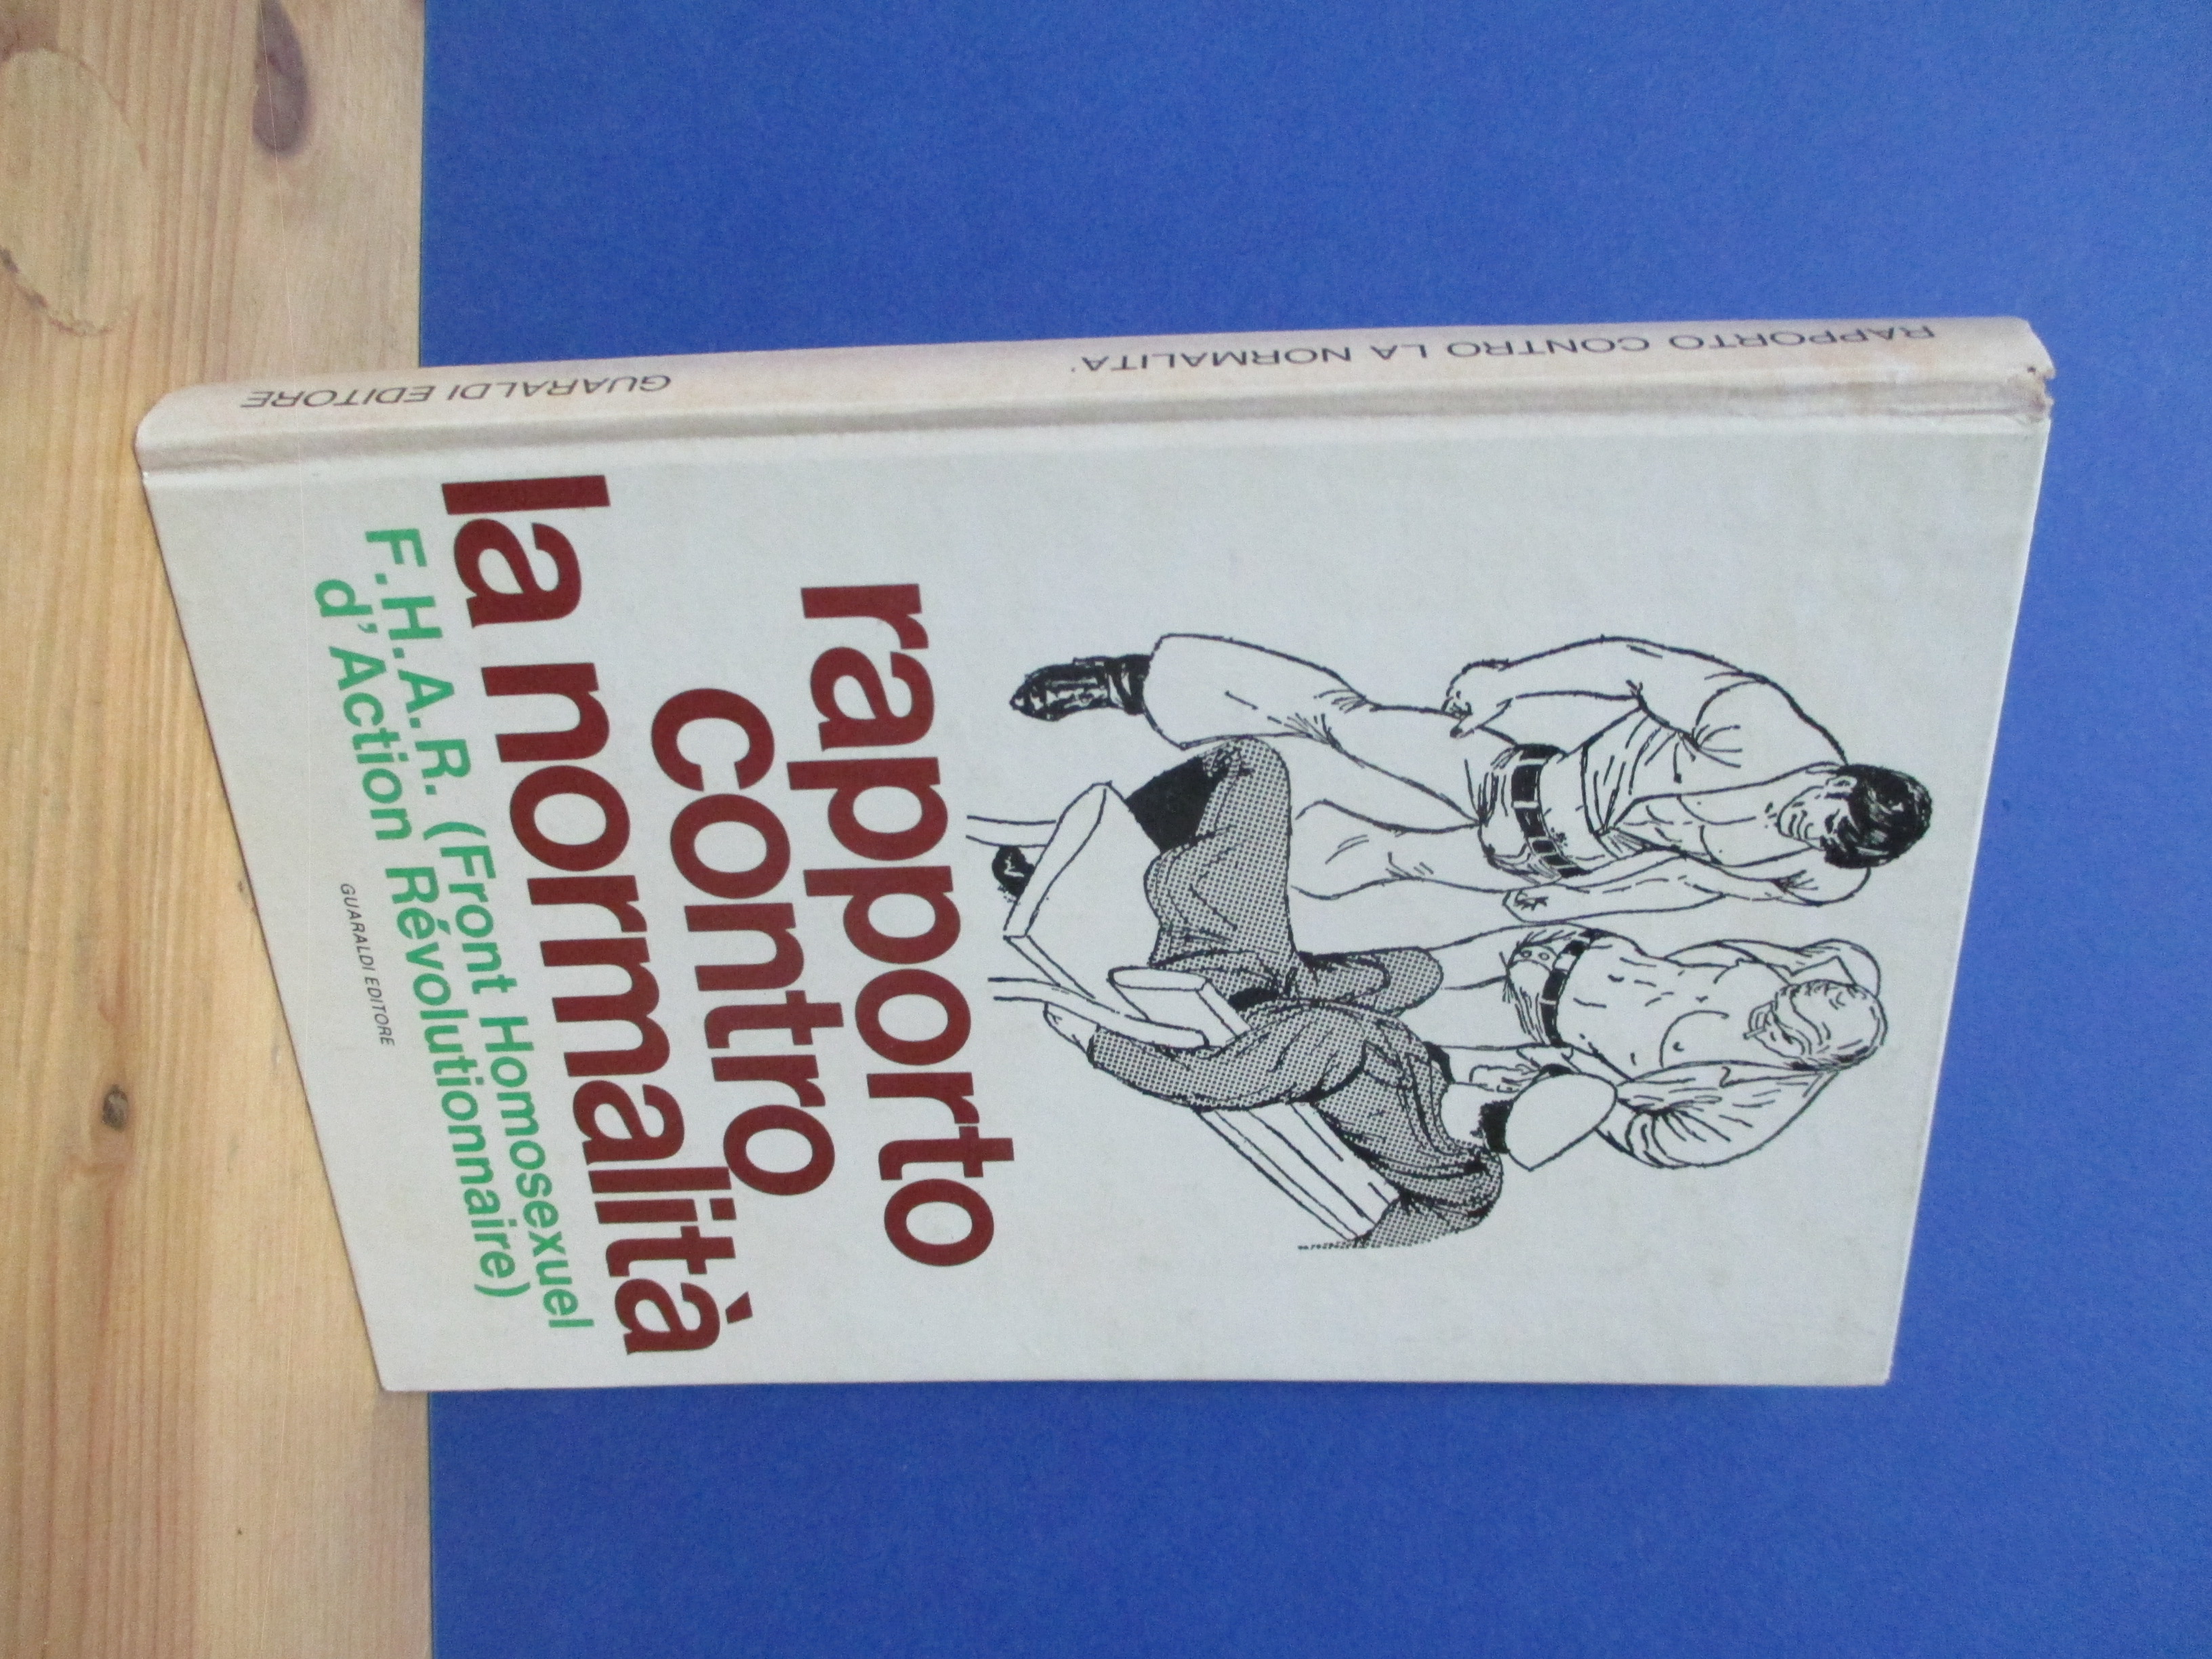 rapporto
contro
la normalità
F.H.A.R. (Front Homosexuel
d'Action Révolutionnaire)
GUARALDI EDITORE
RAPPORTO CONTRO LA NORMALITA'
GUARALDI EDITORE